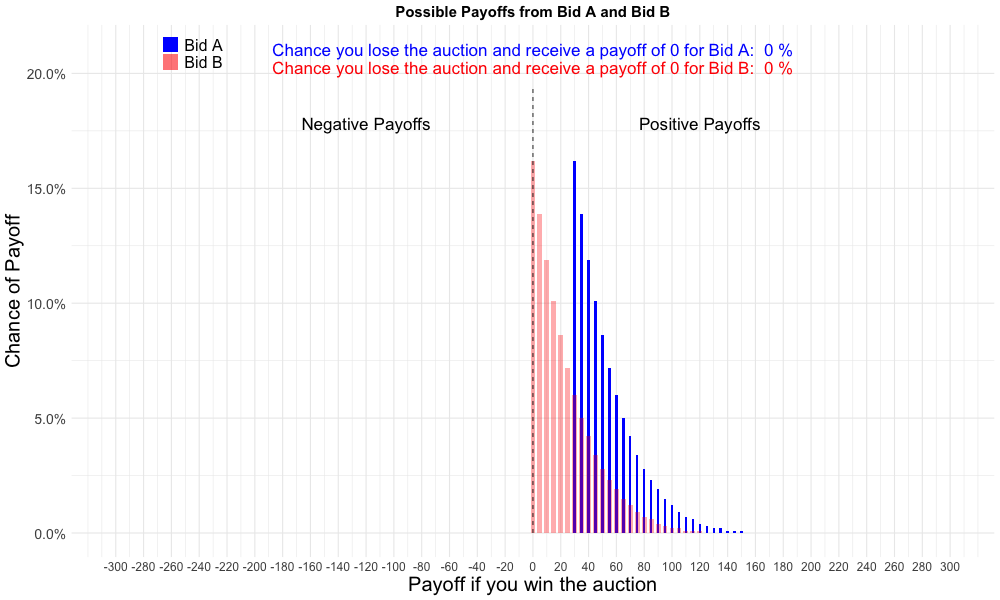 Possible Payoffs from Bid A and Bid B
Bid A
Bid B
Chance you lose the auction and receive a payoff of 0 for Bid A:  0 %
Chance you lose the auction and receive a payoff of 0 for Bid B:  0 %
Negative Payoffs
Positive Payoffs
Chance of Payoff
20.0%
15.0%
10.0%
5.0%
0.0%
-300 -280 -260 -240 -220 -200 -180 -160 -140 -120 -100 -80 -60 -40 -20 0 20 40 60 80 100 120 140 160 180 200 220 240 260 280 300
Payoff if you win the auction